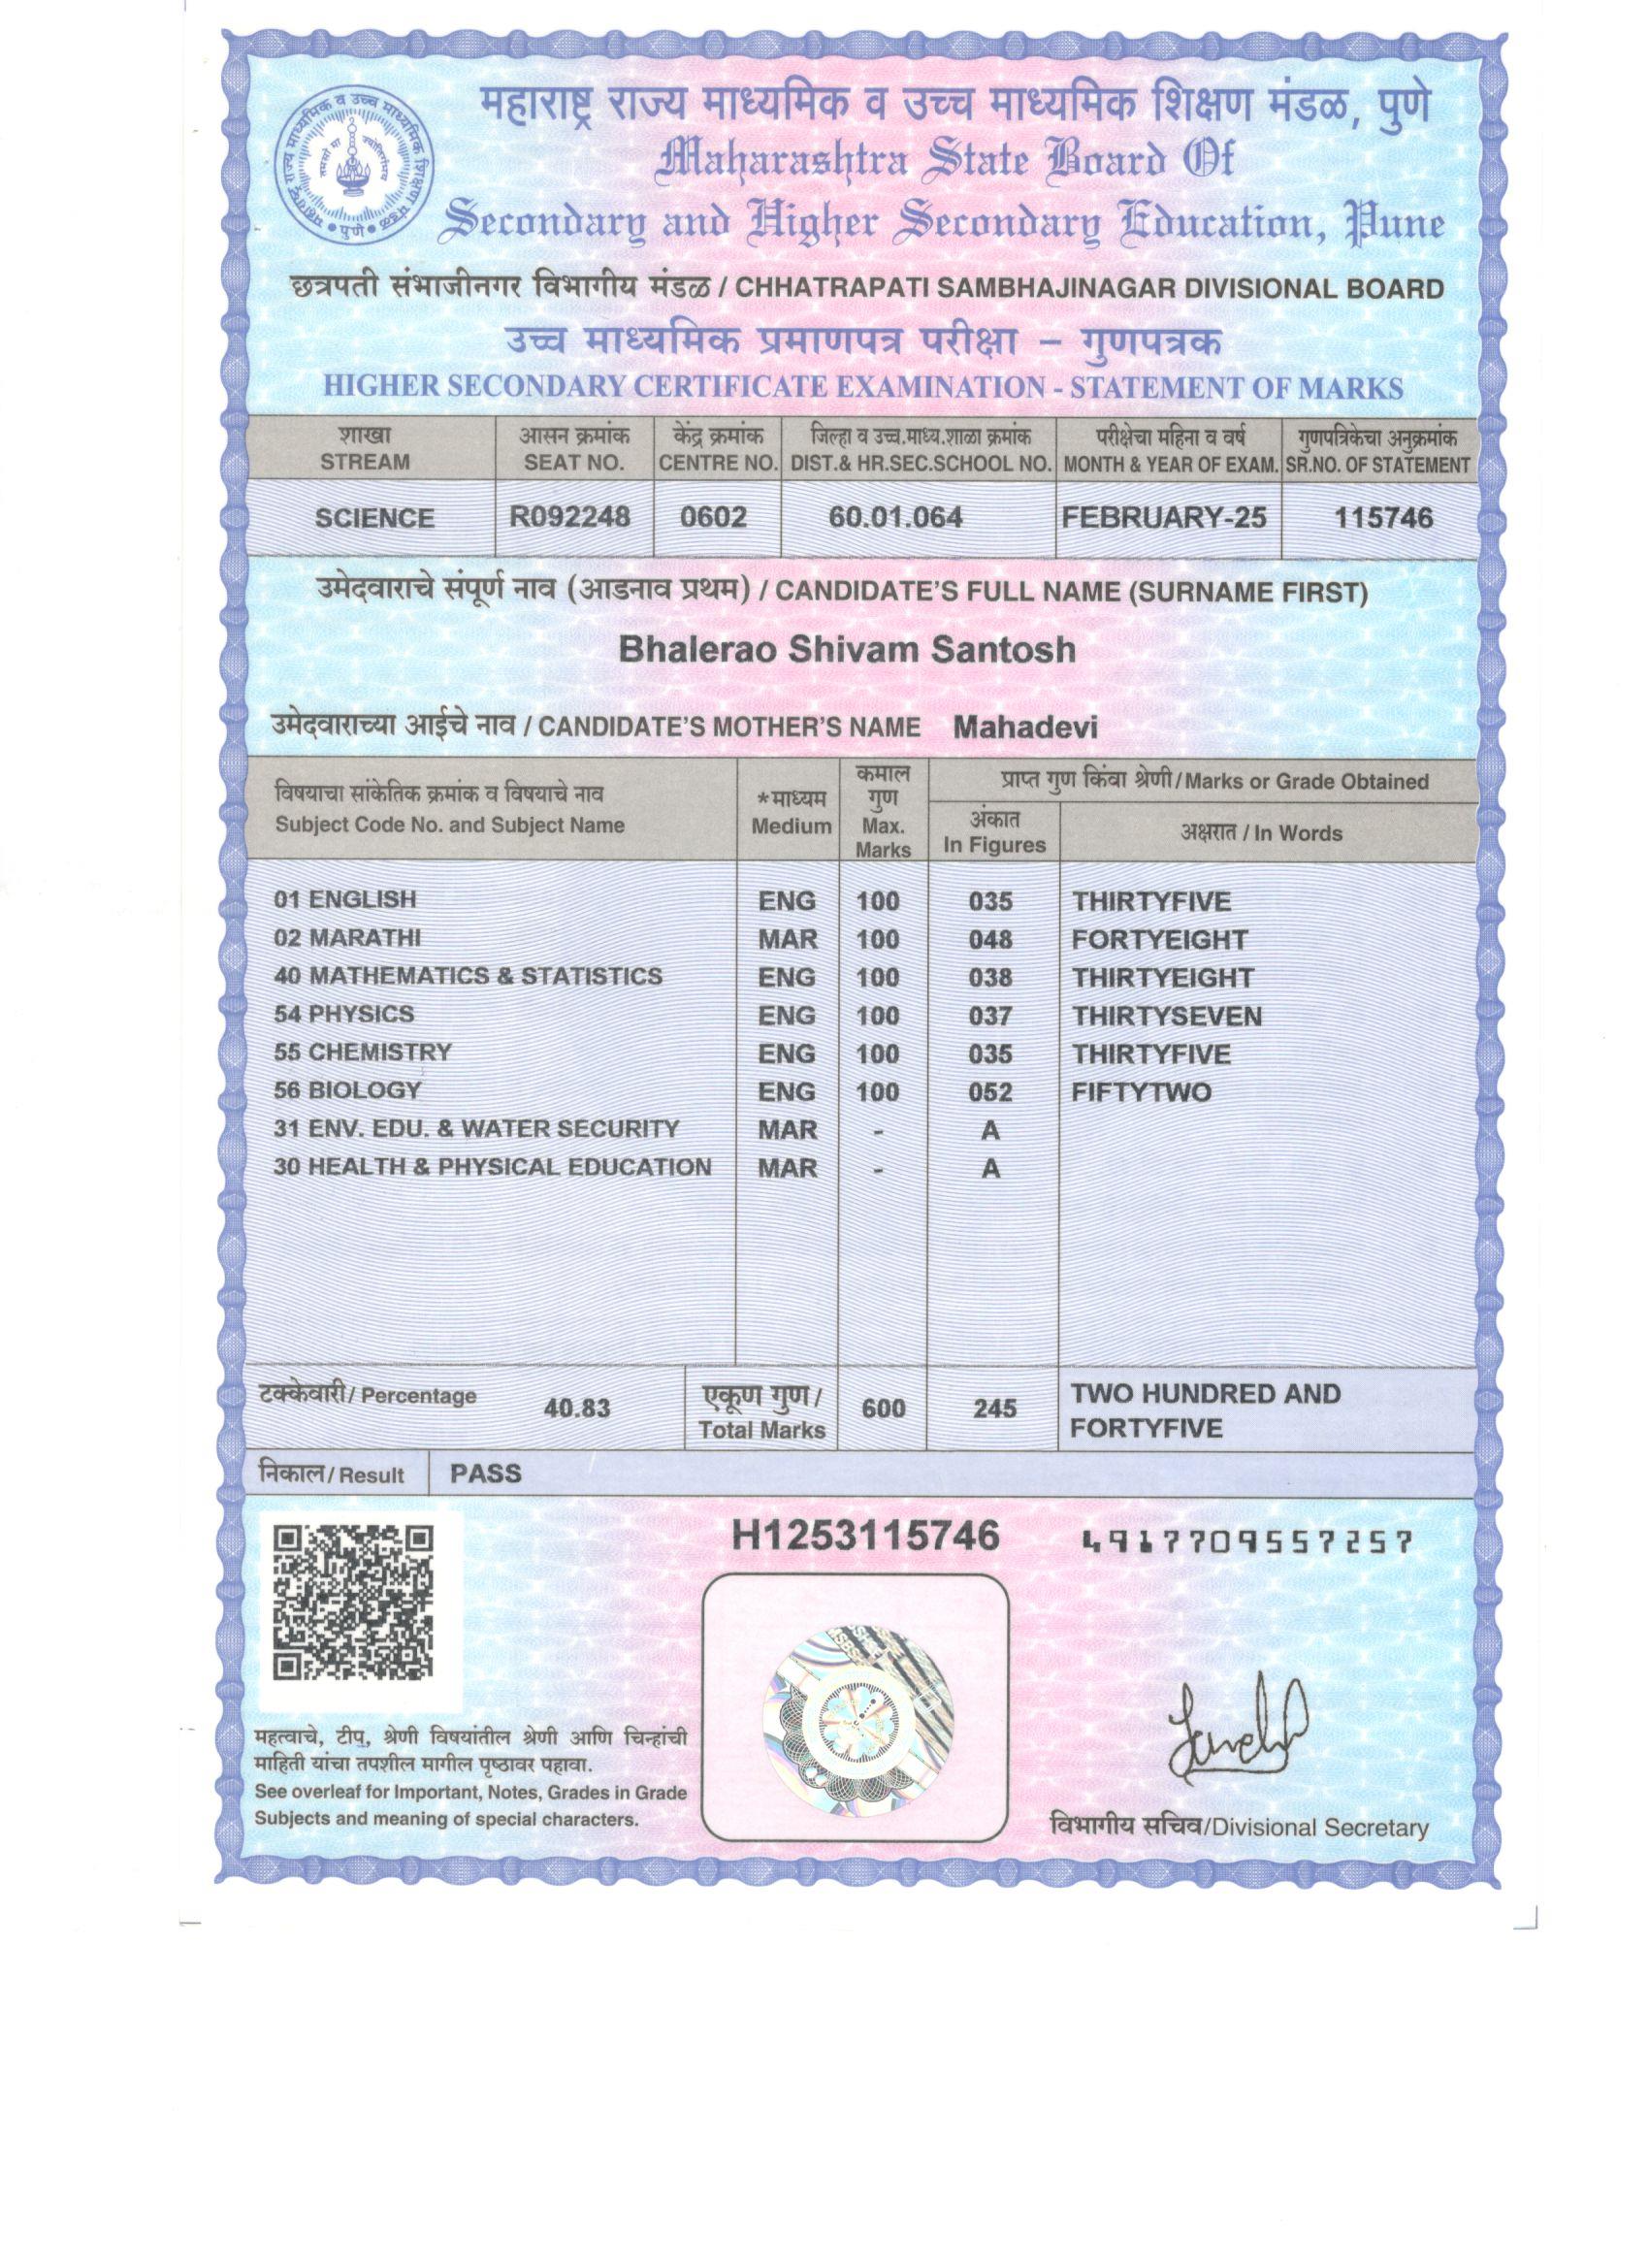 महाराष्ट्र राज्य माध्यमिक व उच्च माध्यमिक शिक्षण मंडळ, पुणे
Maharashtra State Board Of
Secondary and Higher Secondary Education, Pune
महाराष्ट्र राज्य माध्यमिक व उच्च माध्यमिक शिक्षण मंडळ
• पुणे •
तमसो मा ज्योतिर्गमय
छत्रपती संभाजीनगर विभागीय मंडळ / CHHATRAPATI SAMBHAJINAGAR DIVISIONAL BOARD
उच्च माध्यमिक प्रमाणपत्र परीक्षा – गुणपत्रक
HIGHER SECONDARY CERTIFICATE EXAMINATION - STATEMENT OF MARKS
शाखा आसन क्रमांक केंद्र क्रमांक जिल्हा व उच्च.माध्य.शाळा क्रमांक परीक्षेचा महिना व वर्ष गुणपत्रिकेचा अनुक्रमांक
STREAM SEAT NO. CENTRE NO. DIST.& HR.SEC.SCHOOL NO. MONTH & YEAR OF EXAM. SR.NO. OF STATEMENT
SCIENCE R092248 0602 60.01.064 FEBRUARY-25 115746
उमेदवाराचे संपूर्ण नाव (आडनाव प्रथम) / CANDIDATE'S FULL NAME (SURNAME FIRST)
Bhalerao Shivam Santosh
उमेदवाराच्या आईचे नाव / CANDIDATE'S MOTHER'S NAME Mahadevi
विषयाचा सांकेतिक क्रमांक व विषयाचे नाव
Subject Code No. and Subject Name
*माध्यम
Medium
कमाल
गुण
Max.
Marks
प्राप्त गुण किंवा श्रेणी/Marks or Grade Obtained
अंकात
In Figures
अक्षरात / In Words
01 ENGLISH ENG 100 035 THIRTYFIVE
02 MARATHI MAR 100 048 FORTYEIGHT
40 MATHEMATICS & STATISTICS ENG 100 038 THIRTYEIGHT
54 PHYSICS ENG 100 037 THIRTYSEVEN
55 CHEMISTRY ENG 100 035 THIRTYFIVE
56 BIOLOGY ENG 100 052 FIFTYTWO
31 ENV. EDU. & WATER SECURITY MAR - A
30 HEALTH & PHYSICAL EDUCATION MAR - A
टक्केवारी/ Percentage 40.83
एकूण गुण/
Total Marks
600 245
TWO HUNDRED AND
FORTYFIVE
निकाल/ Result PASS
H1253115746 4917709557257
महत्वाचे, टीप, श्रेणी विषयांतील श्रेणी आणि चिन्हांची
माहिती यांचा तपशील मागील पृष्ठावर पहावा.
See overleaf for Important, Notes, Grades in Grade
Subjects and meaning of special characters.
विभागीय सचिव/Divisional Secretary